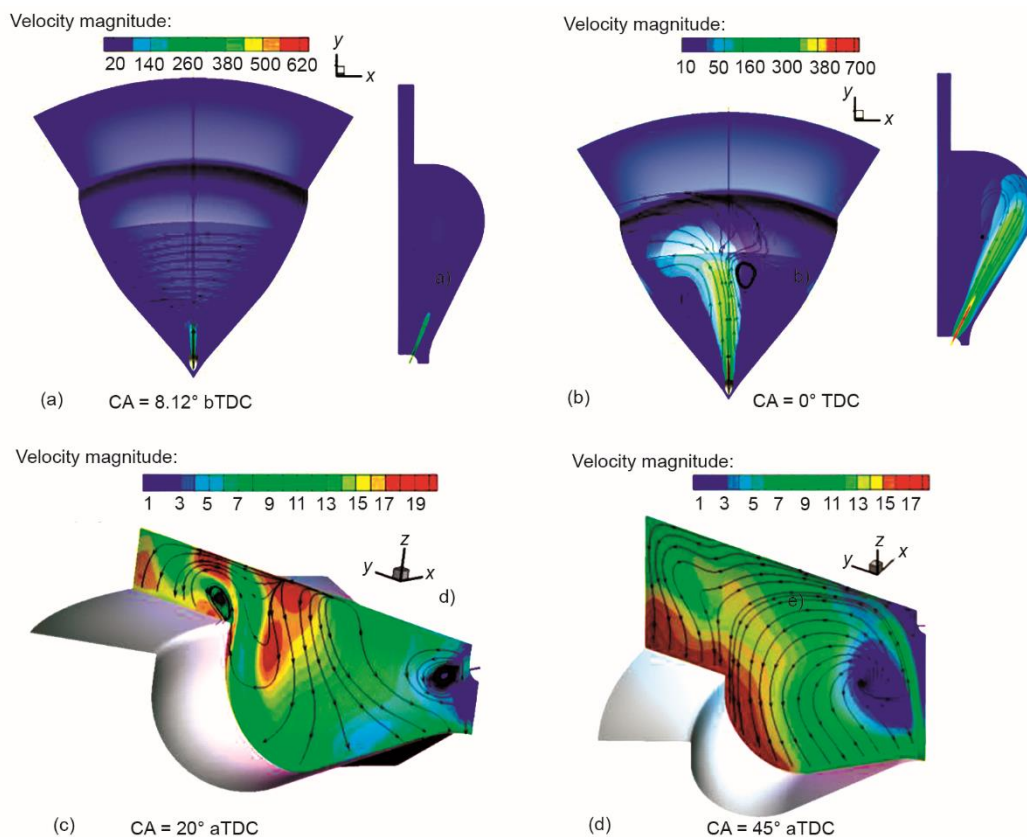 Velocity magnitude:
20 140 260 380 500 620
y
x
a)
(a) CA = 8.12° bTDC
Velocity magnitude:
10 50 160 300 380 700
y
x
b)
(b) CA = 0° TDC
Velocity magnitude:
1 3 5 7 9 11 13 15 17 19
z
y x
d)
(c) CA = 20° aTDC
Velocity magnitude:
1 3 5 7 9 11 13 15 17
z
y x
e)
(d) CA = 45° aTDC